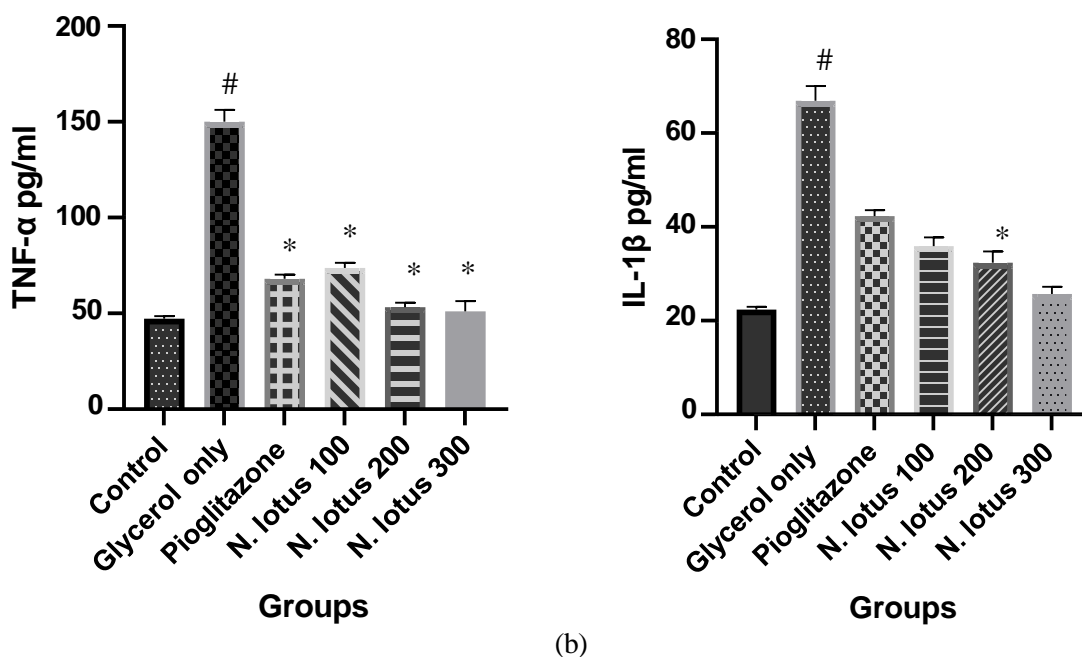 200
150
100
50
0
TNF-α pg/ml
#
*
*
*
*
Control
Glycerol only
Pioglitazone
N. lotus 100
N. lotus 200
N. lotus 300
Groups
80
60
40
20
0
IL-1β pg/ml
#
*
Control
Glycerol only
Pioglitazone
N. lotus 100
N. lotus 200
N. lotus 300
Groups
(b)